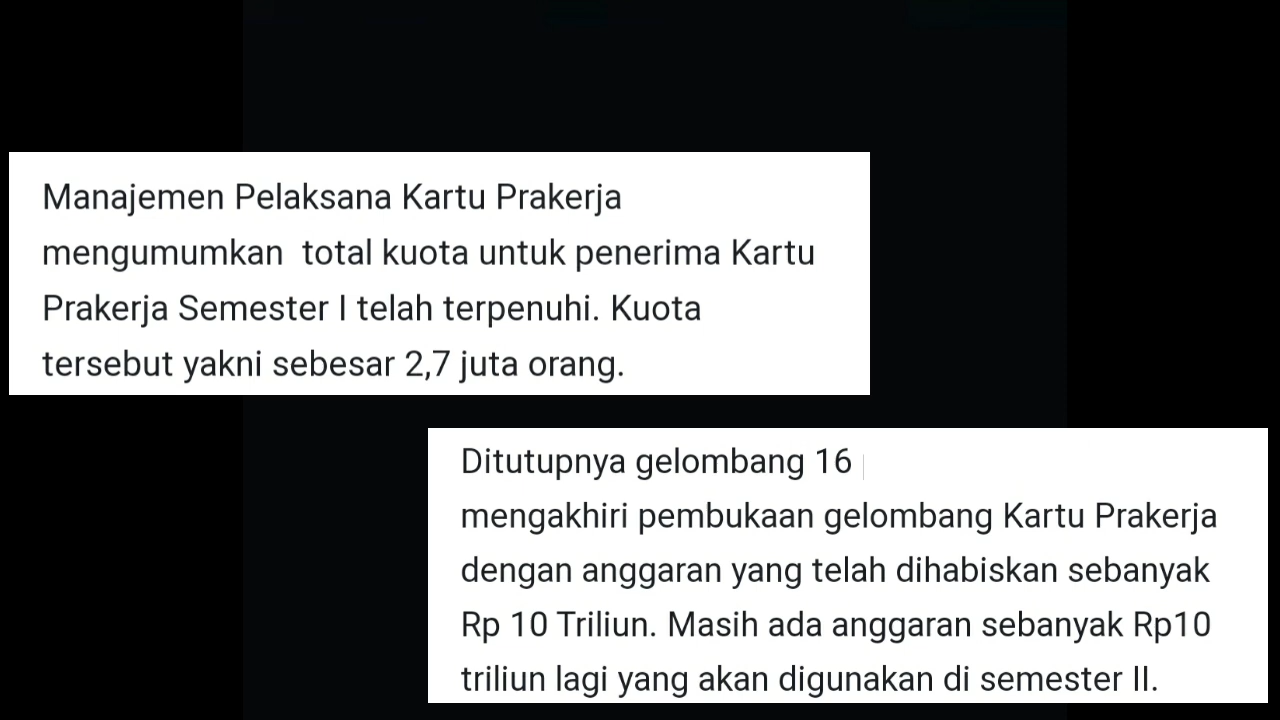 Manajemen Pelaksana Kartu Prakerja
mengumumkan  total kuota untuk penerima Kartu
Prakerja Semester I telah terpenuhi. Kuota
tersebut yakni sebesar 2,7 juta orang.
Ditutupnya gelombang 16
mengakhiri pembukaan gelombang Kartu Prakerja
dengan anggaran yang telah dihabiskan sebanyak
Rp 10 Triliun. Masih ada anggaran sebanyak Rp10
triliun lagi yang akan digunakan di semester II.